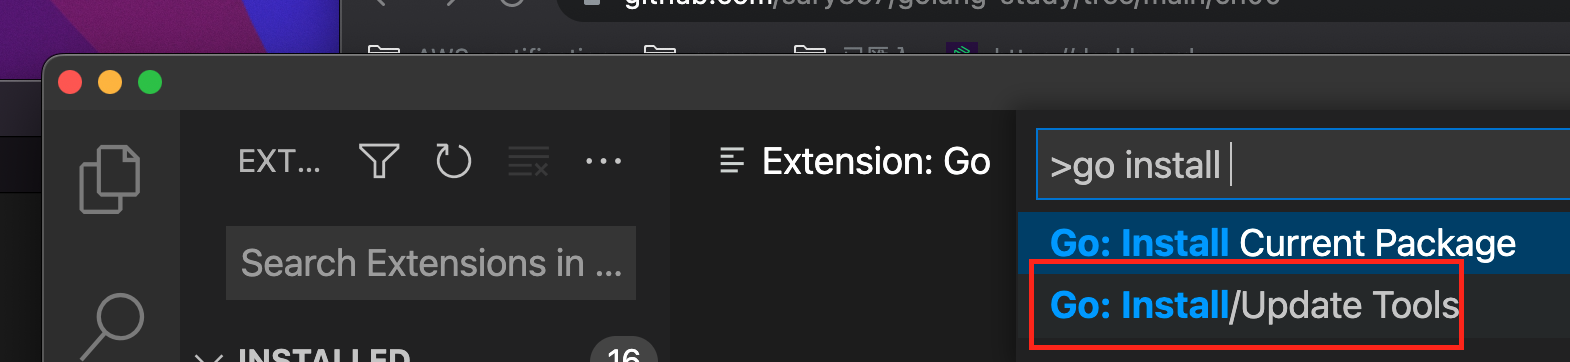 EXT...
Extension: Go
>go install
Search Extensions in ...
Go: Install Current Package
Go: Install/Update Tools
INSTALLED
16